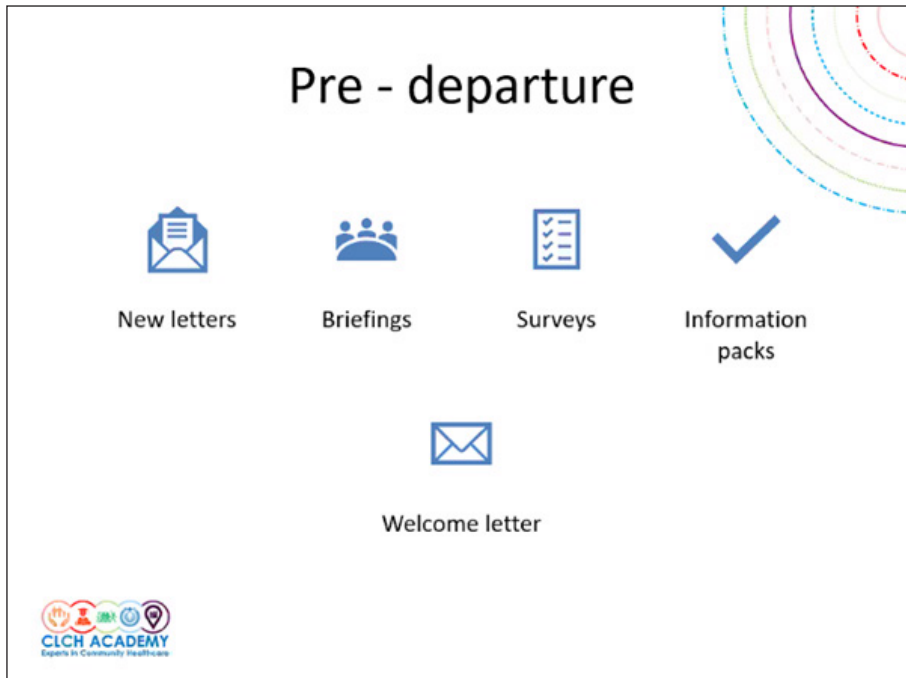 Pre - departure
New letters
Briefings
Surveys
Information
packs
Welcome letter
CLCH ACADEMY
Experts in Community Healthcare